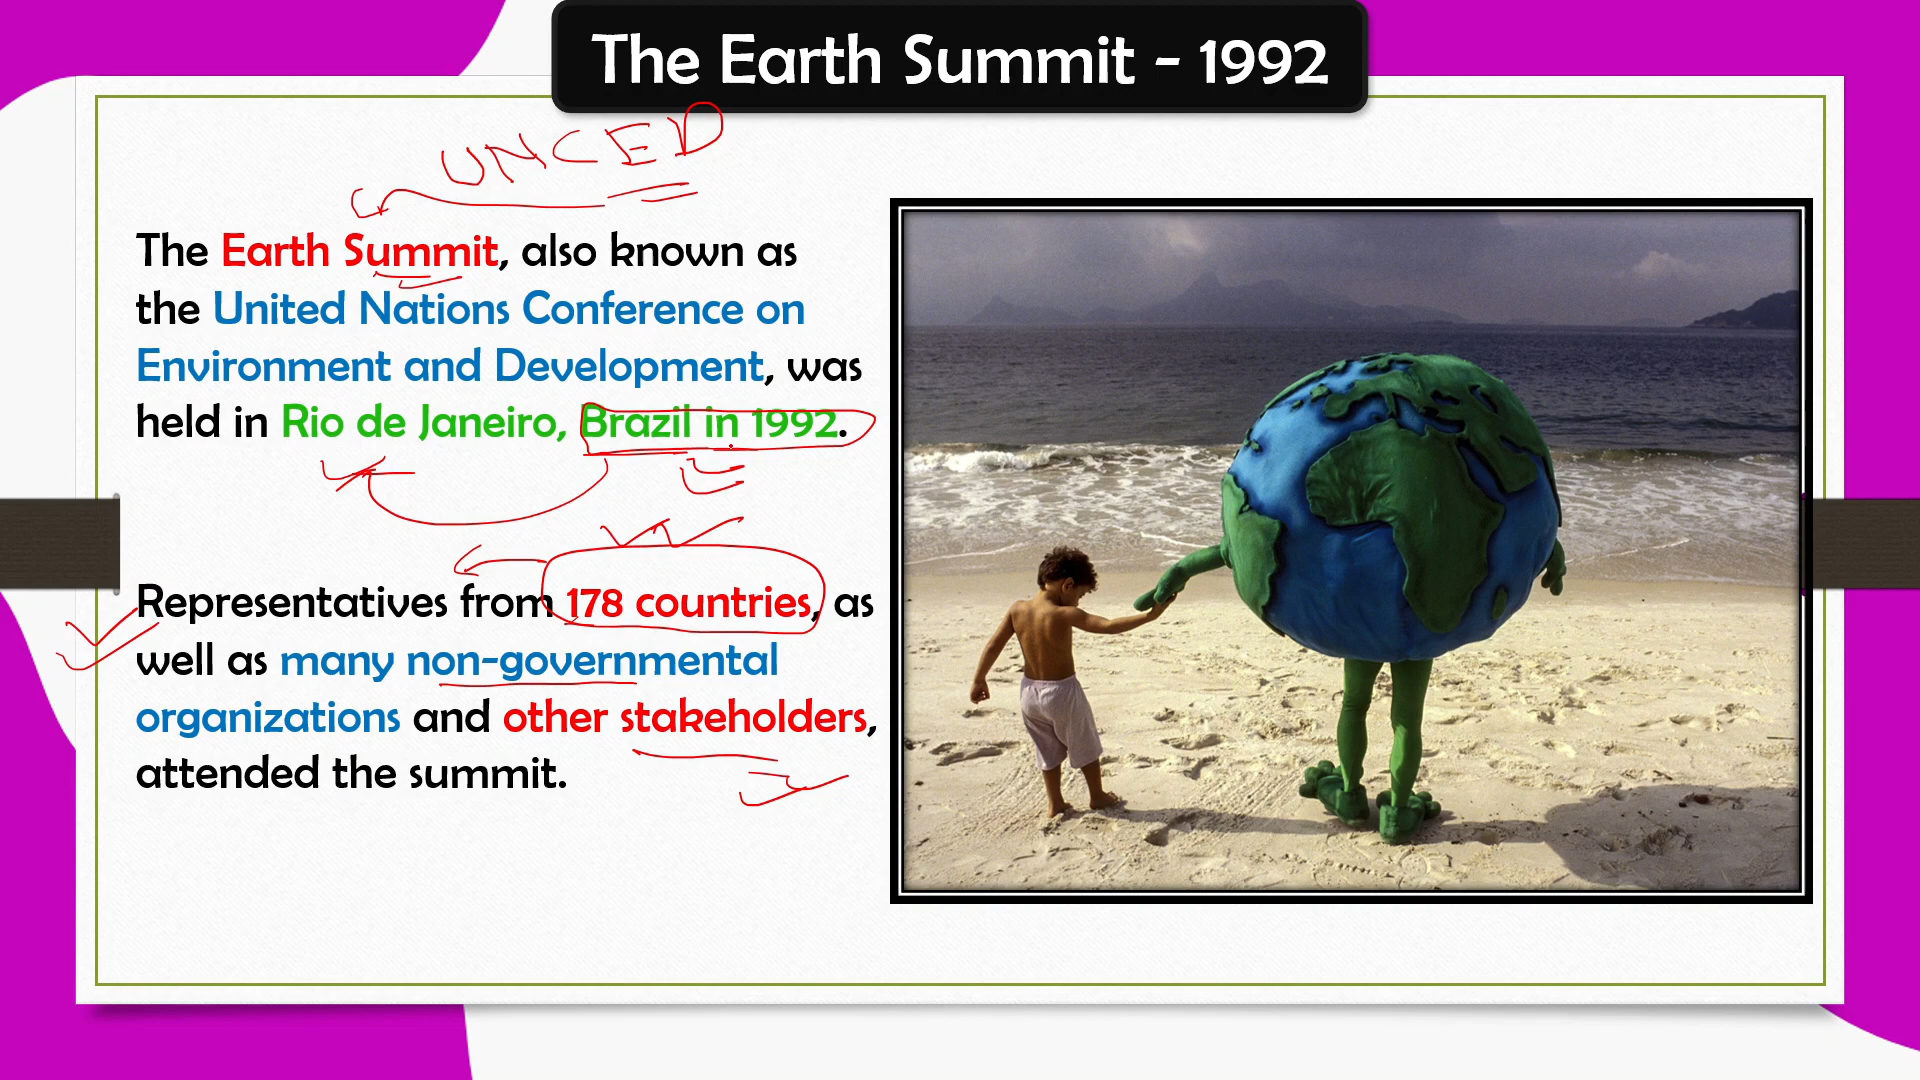 The Earth Summit - 1992
UNCED
The Earth Summit, also known as
the United Nations Conference on
Environment and Development, was
held in Rio de Janeiro, Brazil in 1992.
Representatives from 178 countries, as
well as many non-governmental
organizations and other stakeholders,
attended the summit.